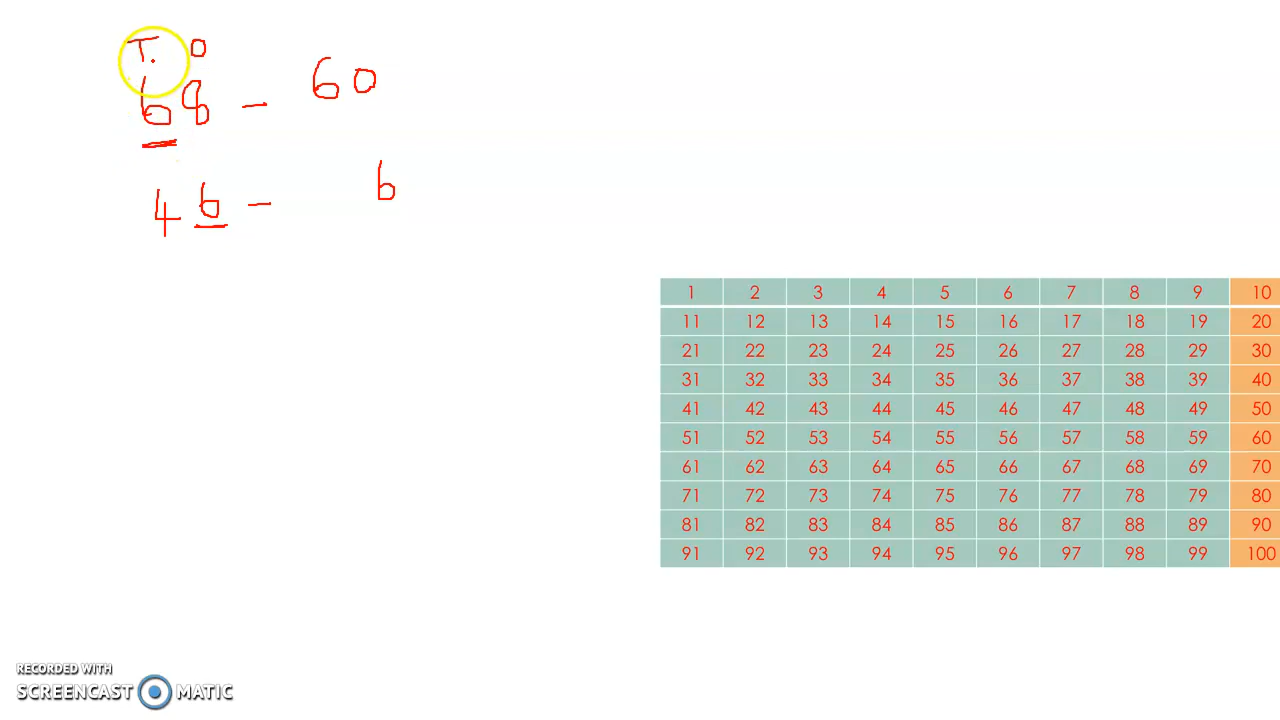 T. O
68 - 60
46 - 6
1 2 3 4 5 6 7 8 9 10
11 12 13 14 15 16 17 18 19 20
21 22 23 24 25 26 27 28 29 30
31 32 33 34 35 36 37 38 39 40
41 42 43 44 45 46 47 48 49 50
51 52 53 54 55 56 57 58 59 60
61 62 63 64 65 66 67 68 69 70
71 72 73 74 75 76 77 78 79 80
81 82 83 84 85 86 87 88 89 90
91 92 93 94 95 96 97 98 99 100
RECORDED WITH
SCREENCAST MATIC